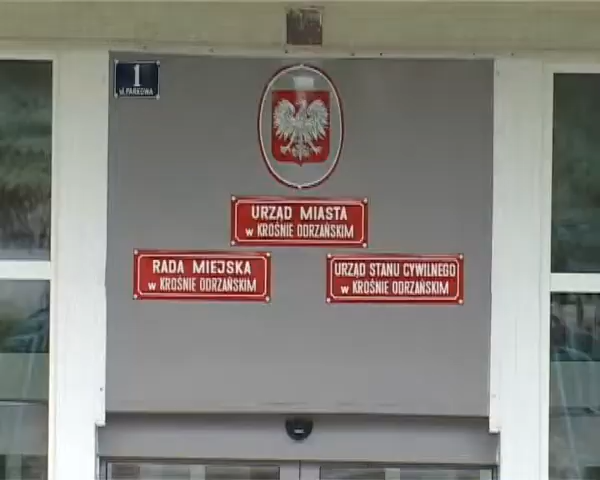 1
ul. PARKOWA
URZĄD MIASTA
w KROŚNIE ODRZAŃSKIM
RADA MIEJSKA
w KROŚNIE ODRZAŃSKIM
URZĄD STANU CYWILNEGO
w KROŚNIE ODRZAŃSKIM